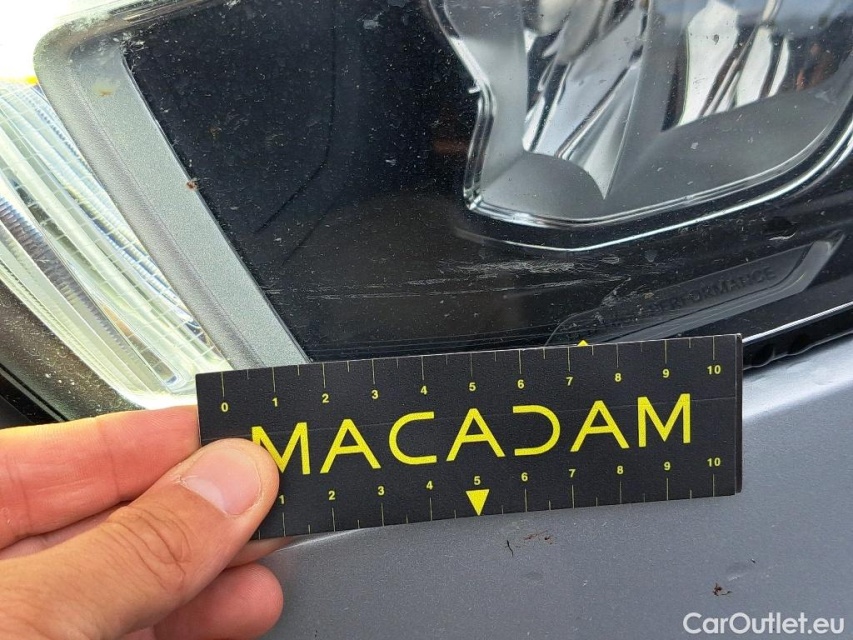 PERFORMANCE
0 1 2 3 4 5 6 7 8 9 10
MACADAM
1 2 3 4 5 6 7 8 9 10
CarOutlet.eu